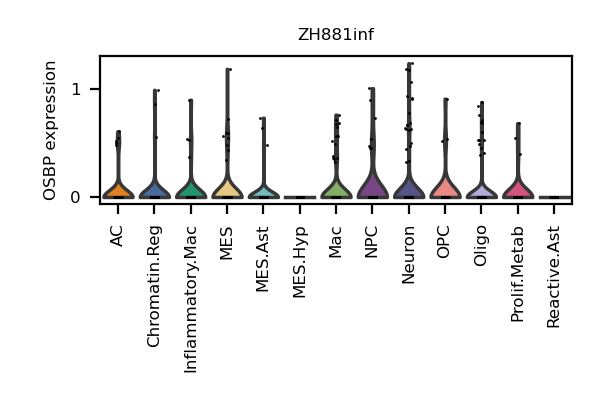 ZH881inf
OSBP expression
1
0
AC
Chromatin.Reg
Inflammatory.Mac
MES
MES.Ast
MES.Hyp
Mac
NPC
Neuron
OPC
Oligo
Prolif.Metab
Reactive.Ast